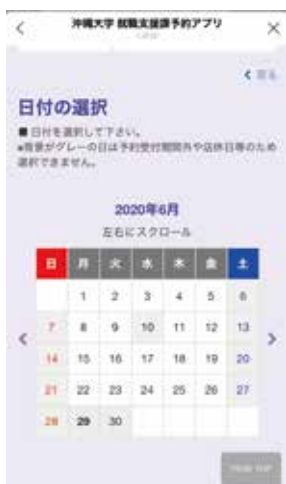 沖縄大学 就職支援課予約アプリ
戻る
日付の選択
■ 日付を選択して下さい。
※背景がグレーの日は予約受付期間外や店休日等のため
選択できません。
2020年6月
左右にスクロール
日 月 火 水 木 金 土
1 2 3 4 5 6
7 8 9 10 11 12 13
14 15 16 17 18 19 20
21 22 23 24 25 26 27
28 29 30
PAGE TOP